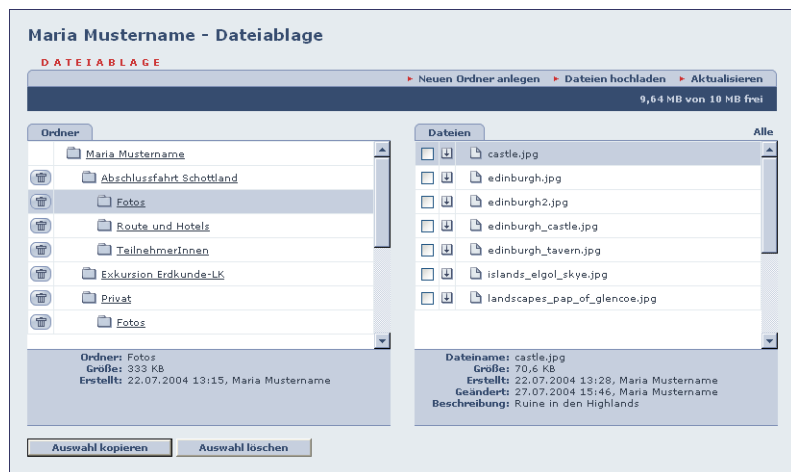 Maria Mustername - Dateiablage
DATEIABLAGE
Neuen Ordner anlegen Dateien hochladen Aktualisieren
9,64 MB von 10 MB frei
Ordner
Maria Mustername
Abschlussfahrt Schottland
Fotos
Route und Hotels
TeilnehmerInnen
Exkursion Erdkunde-LK
Privat
Fotos
Ordner: Fotos
Größe: 333 KB
Erstellt: 22.07.2004 13:15, Maria Mustername
Dateien Alle
castle.jpg
edinburgh.jpg
edinburgh2.jpg
edinburgh_castle.jpg
edinburgh_tavern.jpg
islands_elgol_skye.jpg
landscapes_pap_of_glencoe.jpg
Dateiname: castle.jpg
Größe: 70,6 KB
Erstellt: 22.07.2004 13:28, Maria Mustername
Geändert: 27.07.2004 15:46, Maria Mustername
Beschreibung: Ruine in den Highlands
Auswahl kopieren Auswahl löschen